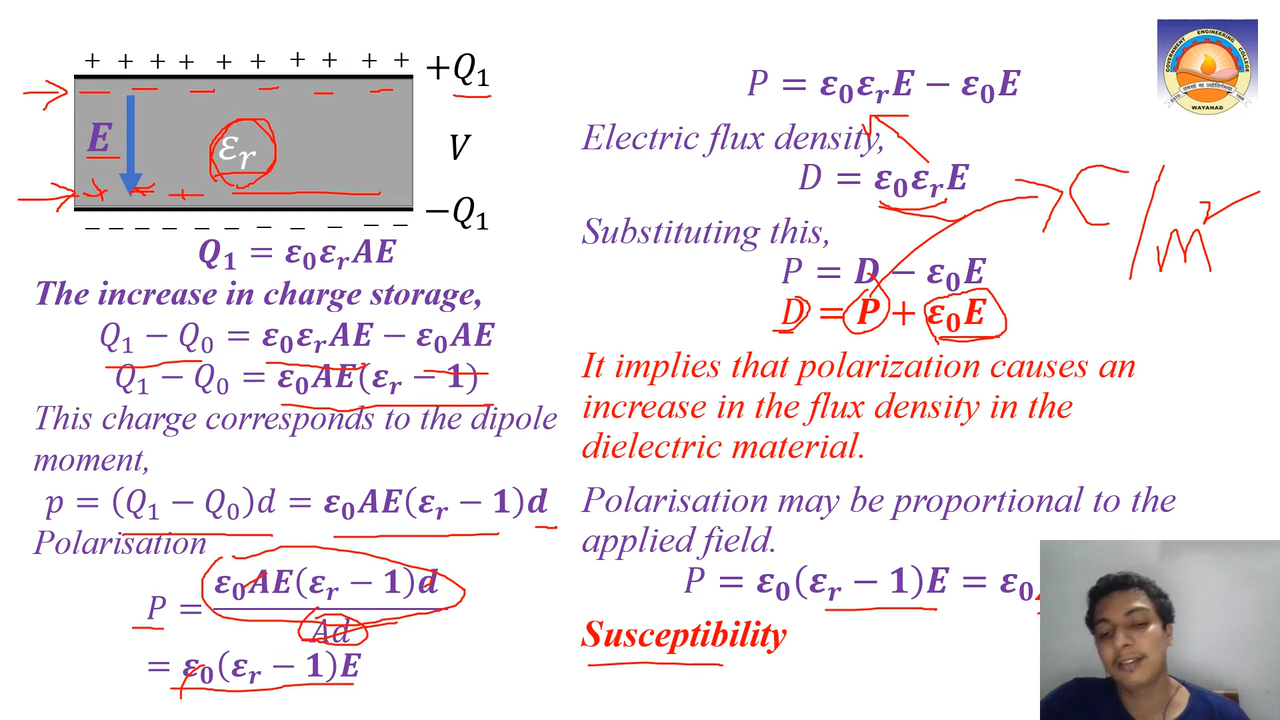 + + + + + + + + + +
+Q₁
E
εᵣ
V
−Q₁
− − − − − − − − − − −
Q₁ = ε₀εᵣAE
The increase in charge storage,
Q₁ − Q₀ = ε₀εᵣAE − ε₀AE
Q₁ − Q₀ = ε₀AE(εᵣ − 1)
This charge corresponds to the dipole
moment,
p = (Q₁ − Q₀)d = ε₀AE(εᵣ − 1)d
Polarisation
P = ε₀AE(εᵣ − 1)d / Ad
= ε₀(εᵣ − 1)E
P = ε₀εᵣE − ε₀E
Electric flux density,
D = ε₀εᵣE
Substituting this,
P = D − ε₀E
D = P + ε₀E
C/m²
It implies that polarization causes an
increase in the flux density in the
dielectric material.
Polarisation may be proportional to the
applied field.
P = ε₀(εᵣ − 1)E = ε₀
Susceptibility
GOVERNMENT ENGINEERING COLLEGE
WAYANAD